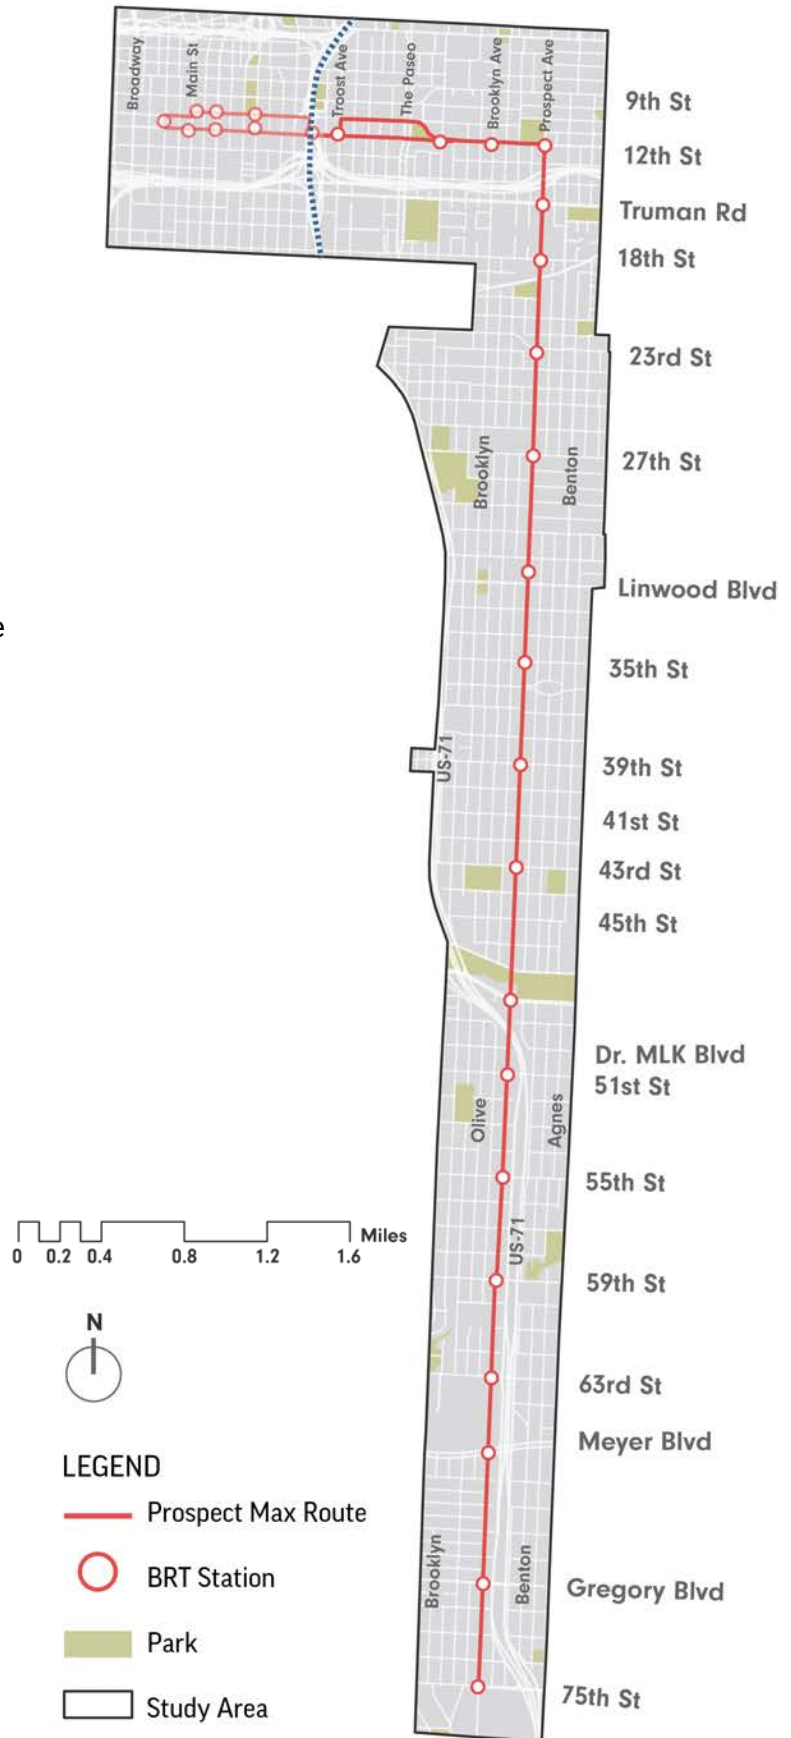 Broadway
Main St
Troost Ave
The Paseo
Brooklyn Ave
Prospect Ave
9th St
12th St
Truman Rd
18th St
23rd St
27th St
Brooklyn
Benton
Linwood Blvd
e
35th St
US-71
39th St
41st St
43rd St
45th St
Dr. MLK Blvd
51st St
Olive
Agnes
55th St
US-71
Miles
0 0.2 0.4 0.8 1.2 1.6
59th St
N
63rd St
Meyer Blvd
LEGEND
Prospect Max Route
BRT Station
Park
Study Area
Brooklyn
Benton
Gregory Blvd
75th St